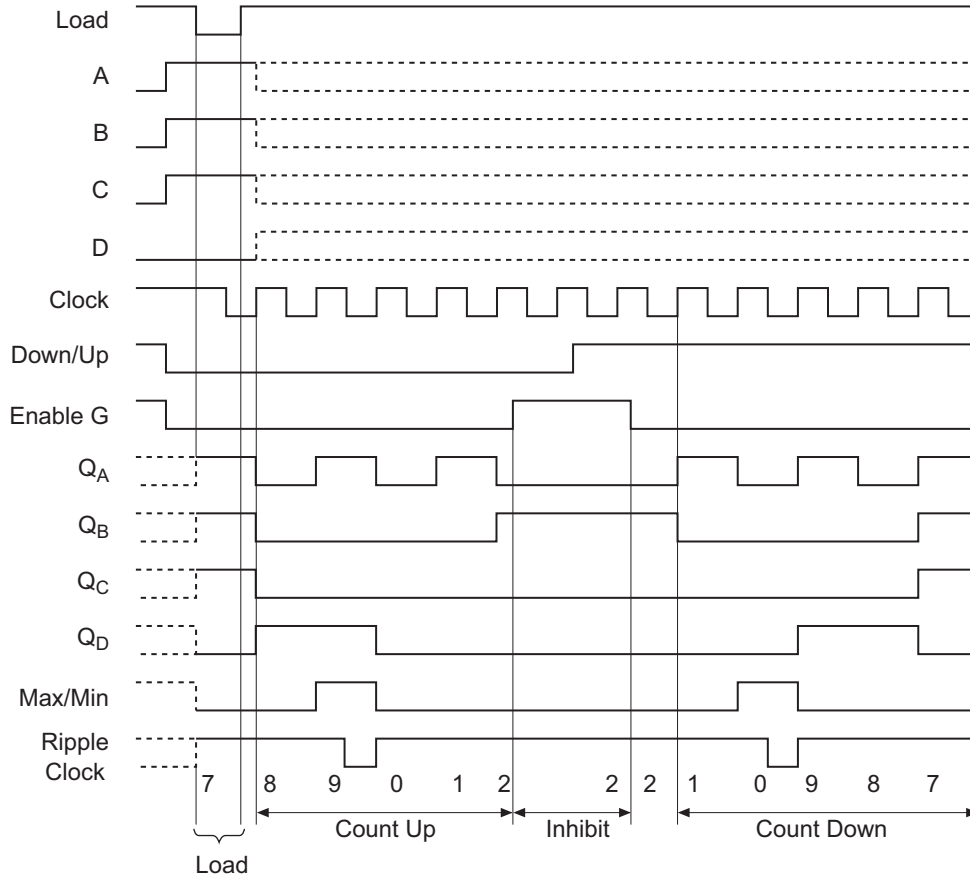 Load
A
B
C
D
Clock
Down/Up
Enable G
QA
QB
QC
QD
Max/Min
Ripple
Clock
7 8 9 0 1 2 2 2 1 0 9 8 7
Count Up Inhibit Count Down
Load